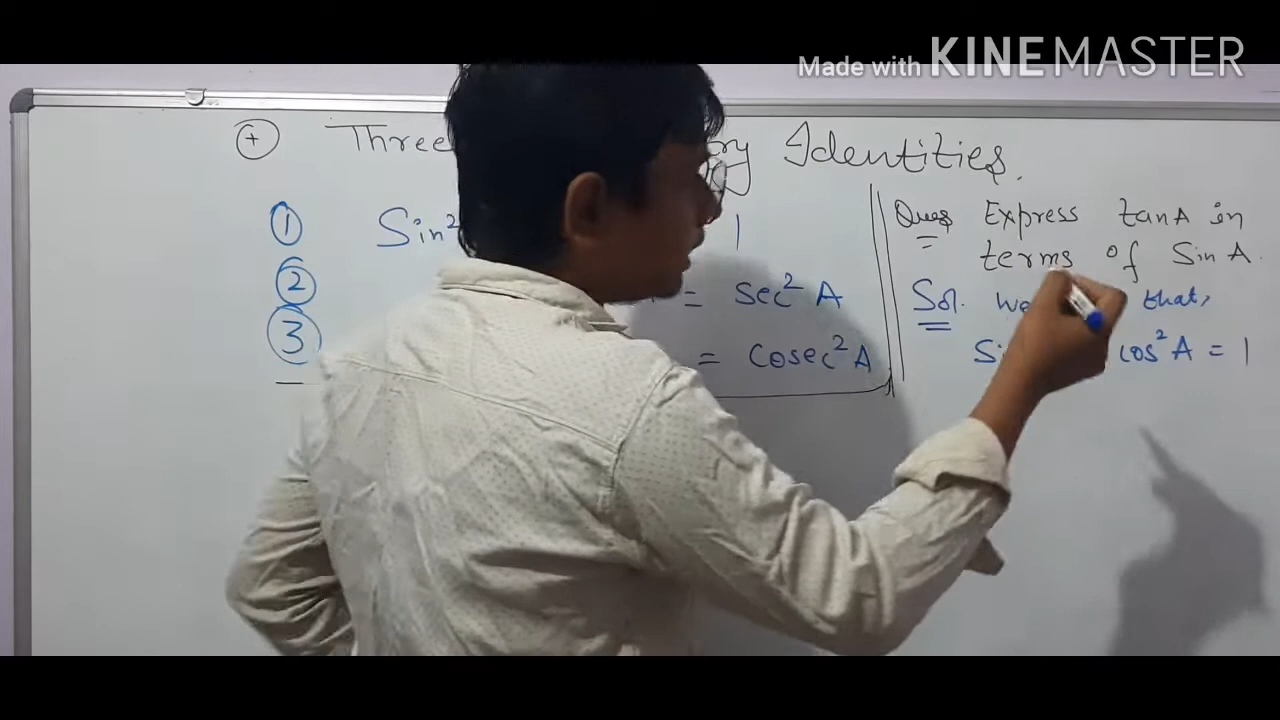 Made with KINEMASTER
+ Three Identities.
① Sin² 1
② = sec² A
③ = cosec² A
Ques Express tanA in
terms of Sin A.
Sol. we that,
cos² A = 1